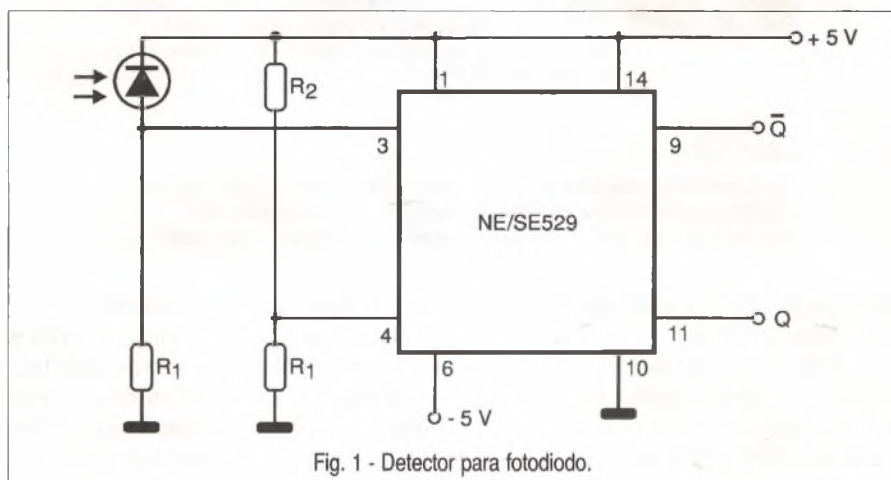 + 5 V
R2
1
14
3
9
Q̅
NE/SE529
4
11
Q
R1
R1
6
10
- 5 V
Fig. 1 - Detector para fotodiodo.